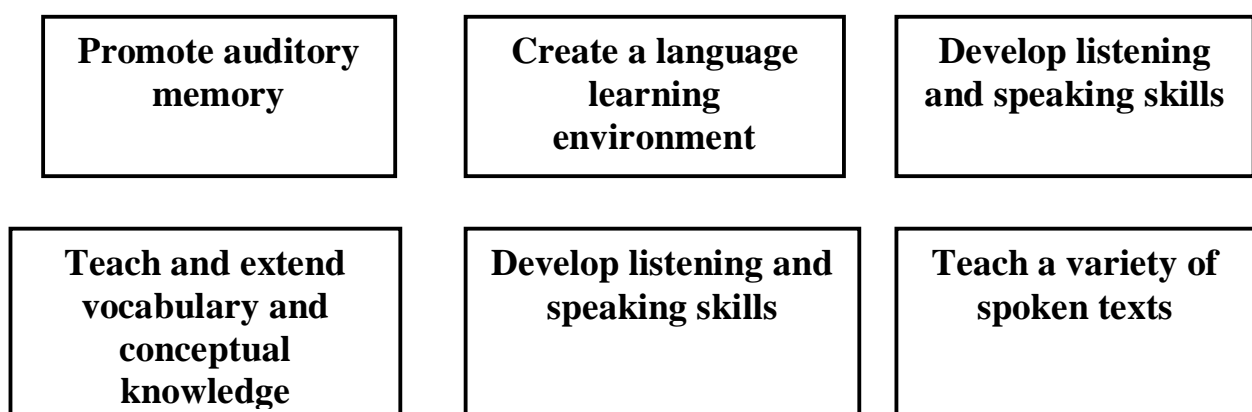 Promote auditory
memory
Create a language
learning
environment
Develop listening
and speaking skills
Teach and extend
vocabulary and
conceptual
knowledge
Develop listening and
speaking skills
Teach a variety of
spoken texts